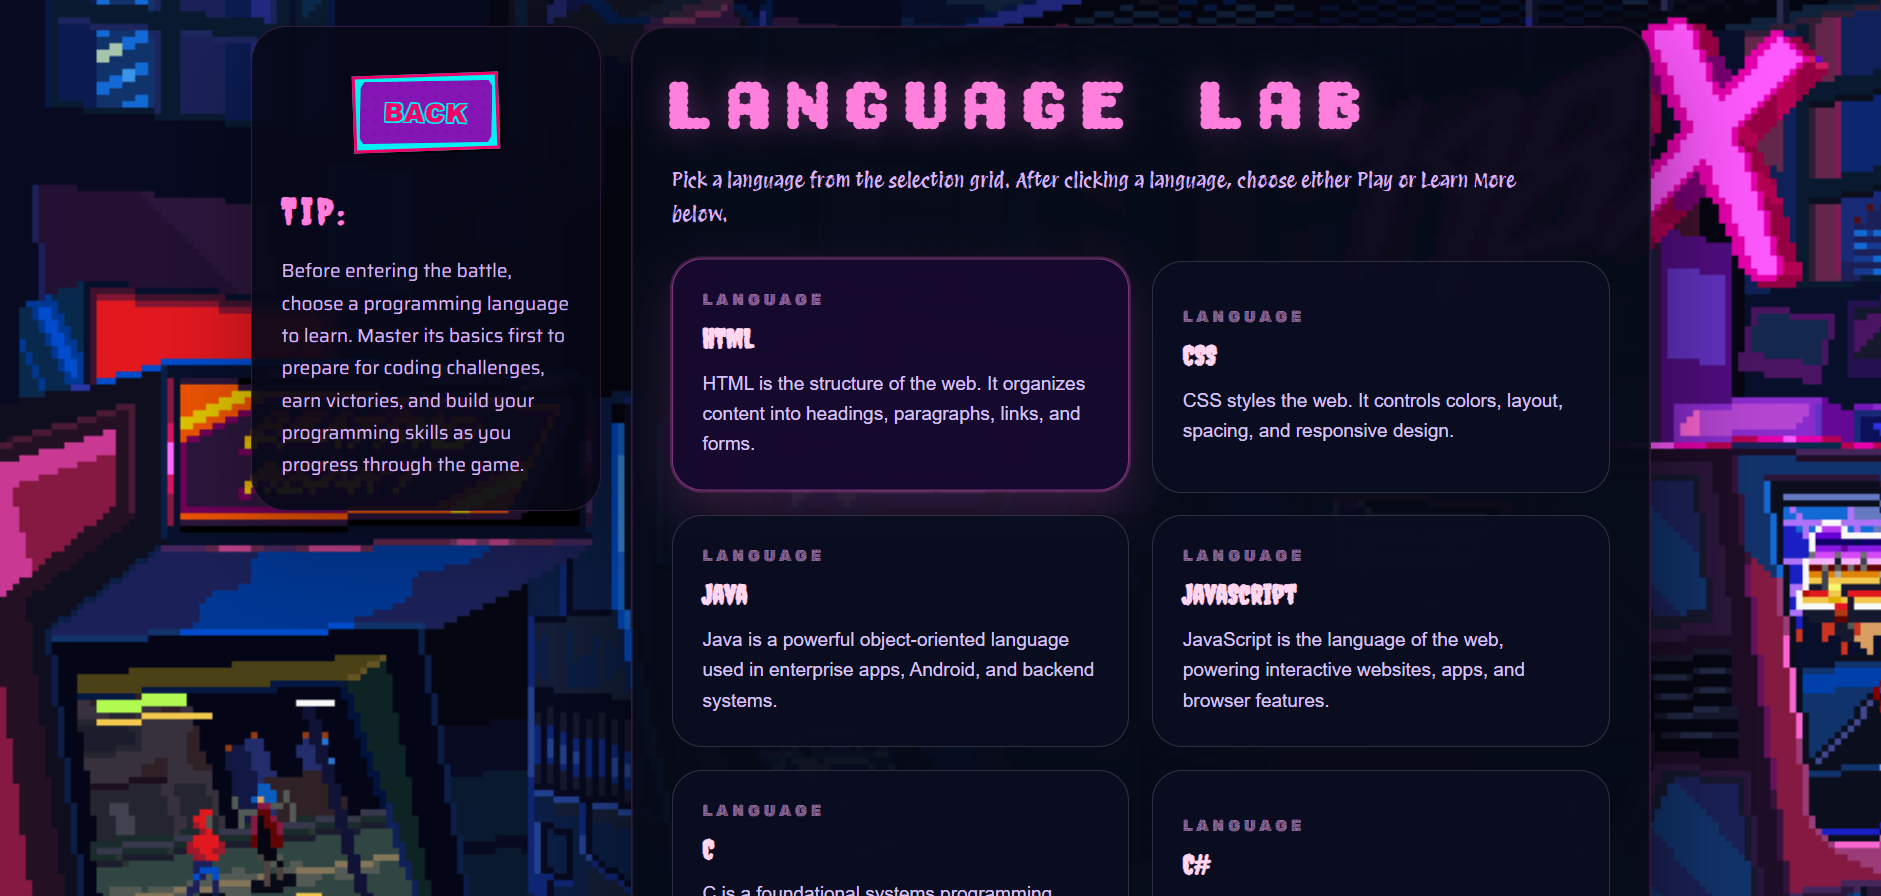 BACK
TIP:
Before entering the battle,
choose a programming language
to learn. Master its basics first to
prepare for coding challenges,
earn victories, and build your
programming skills as you
progress through the game.
LANGUAGE LAB
Pick a language from the selection grid. After clicking a language, choose either Play or Learn More
below.
LANGUAGE
HTML
HTML is the structure of the web. It organizes
content into headings, paragraphs, links, and
forms.
LANGUAGE
CSS
CSS styles the web. It controls colors, layout,
spacing, and responsive design.
LANGUAGE
JAVA
Java is a powerful object-oriented language
used in enterprise apps, Android, and backend
systems.
LANGUAGE
JAVASCRIPT
JavaScript is the language of the web,
powering interactive websites, apps, and
browser features.
LANGUAGE
C
C is a foundational systems programming
LANGUAGE
C#